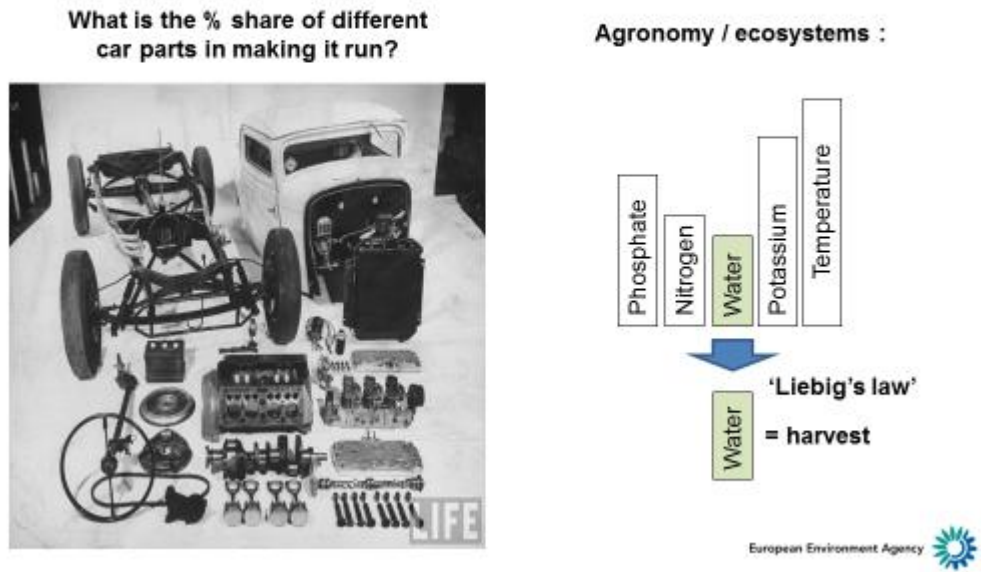 What is the % share of different
car parts in making it run?
Agronomy / ecosystems :
Phosphate
Nitrogen
Water
Potassium
Temperature
'Liebig's law'
Water
= harvest
LIFE
European Environment Agency